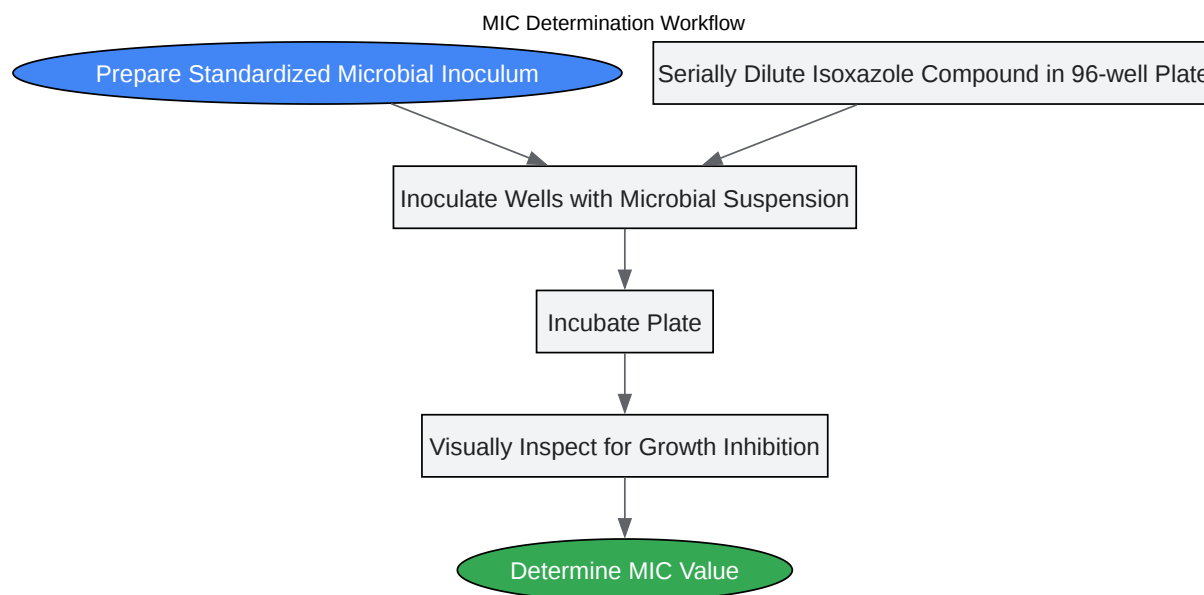 MIC Determination Workflow
Prepare Standardized Microbial Inoculum
Serially Dilute Isoxazole Compound in 96-well Plate
Inoculate Wells with Microbial Suspension
Incubate Plate
Visually Inspect for Growth Inhibition
Determine MIC Value